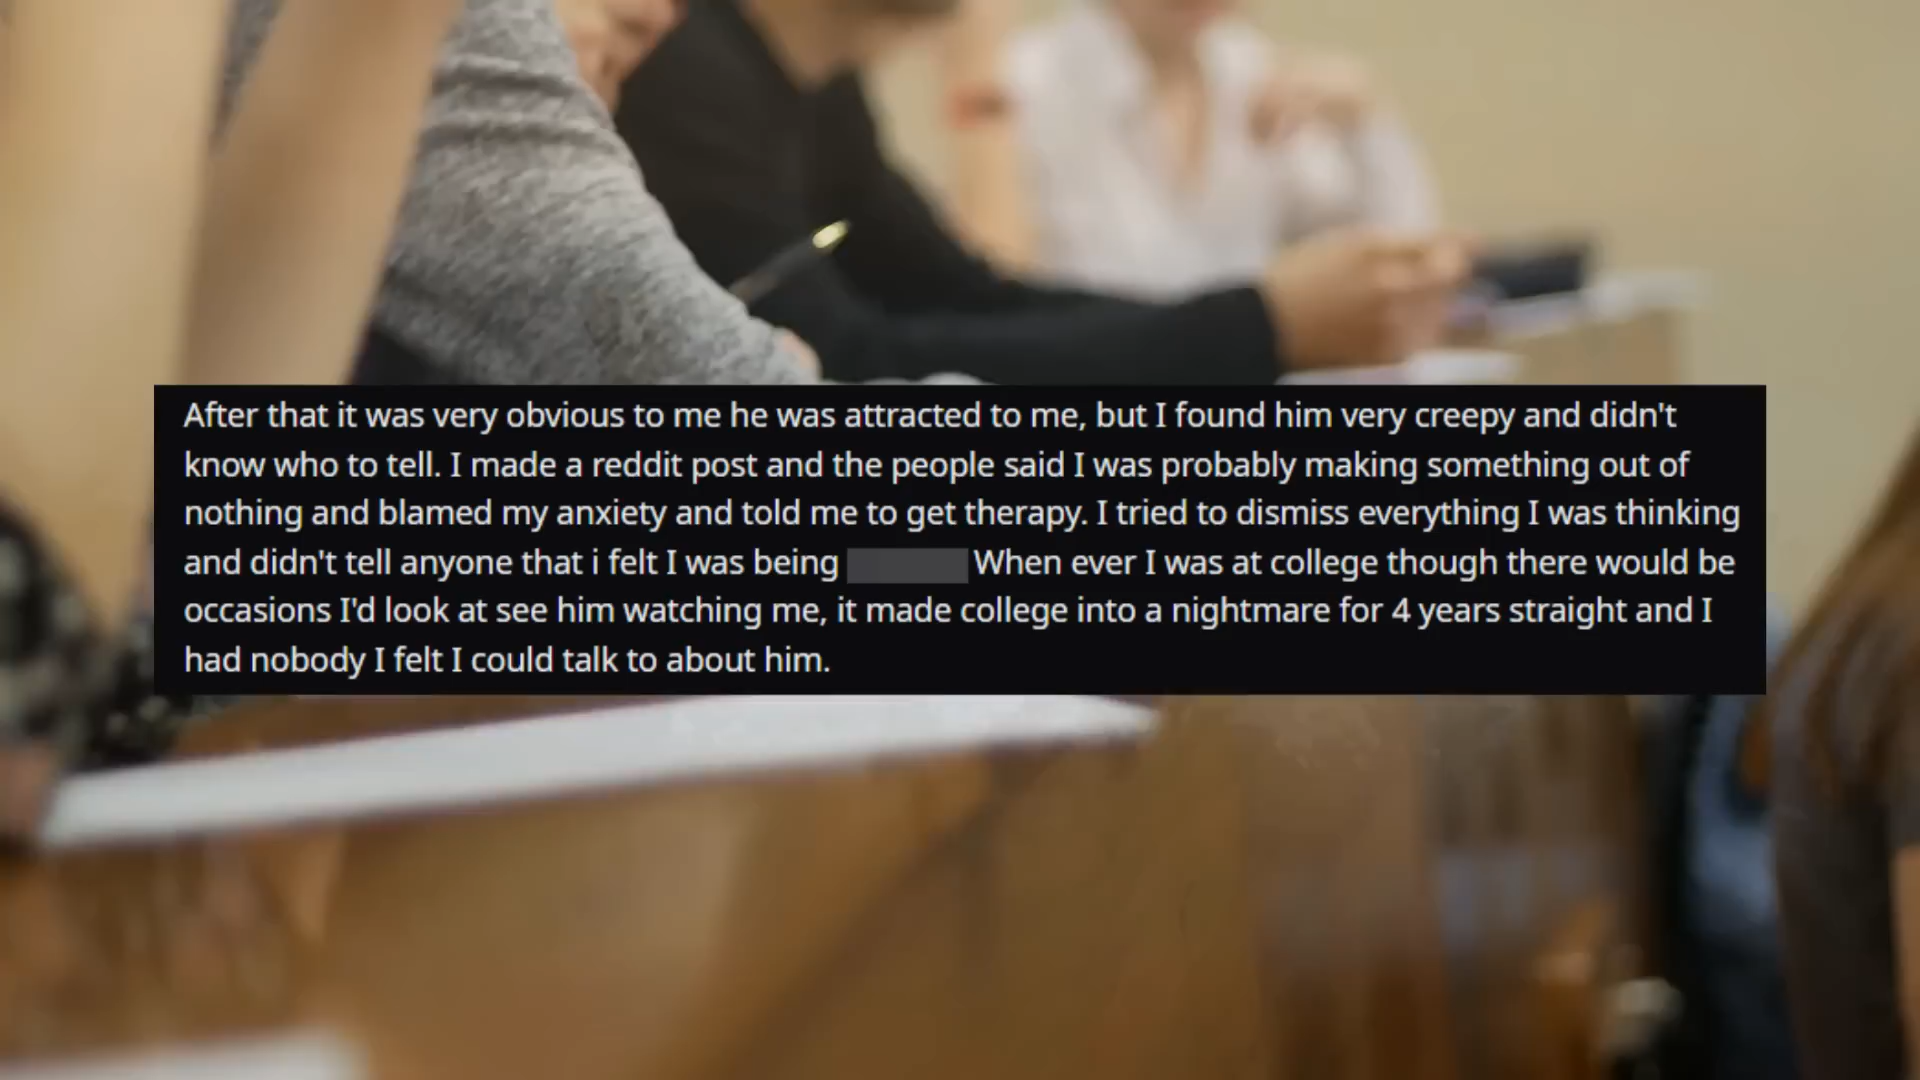 After that it was very obvious to me he was attracted to me, but I found him very creepy and didn't
know who to tell. I made a reddit post and the people said I was probably making something out of
nothing and blamed my anxiety and told me to get therapy. I tried to dismiss everything I was thinking
and didn't tell anyone that i felt I was being When ever I was at college though there would be
occasions I'd look at see him watching me, it made college into a nightmare for 4 years straight and I
had nobody I felt I could talk to about him.